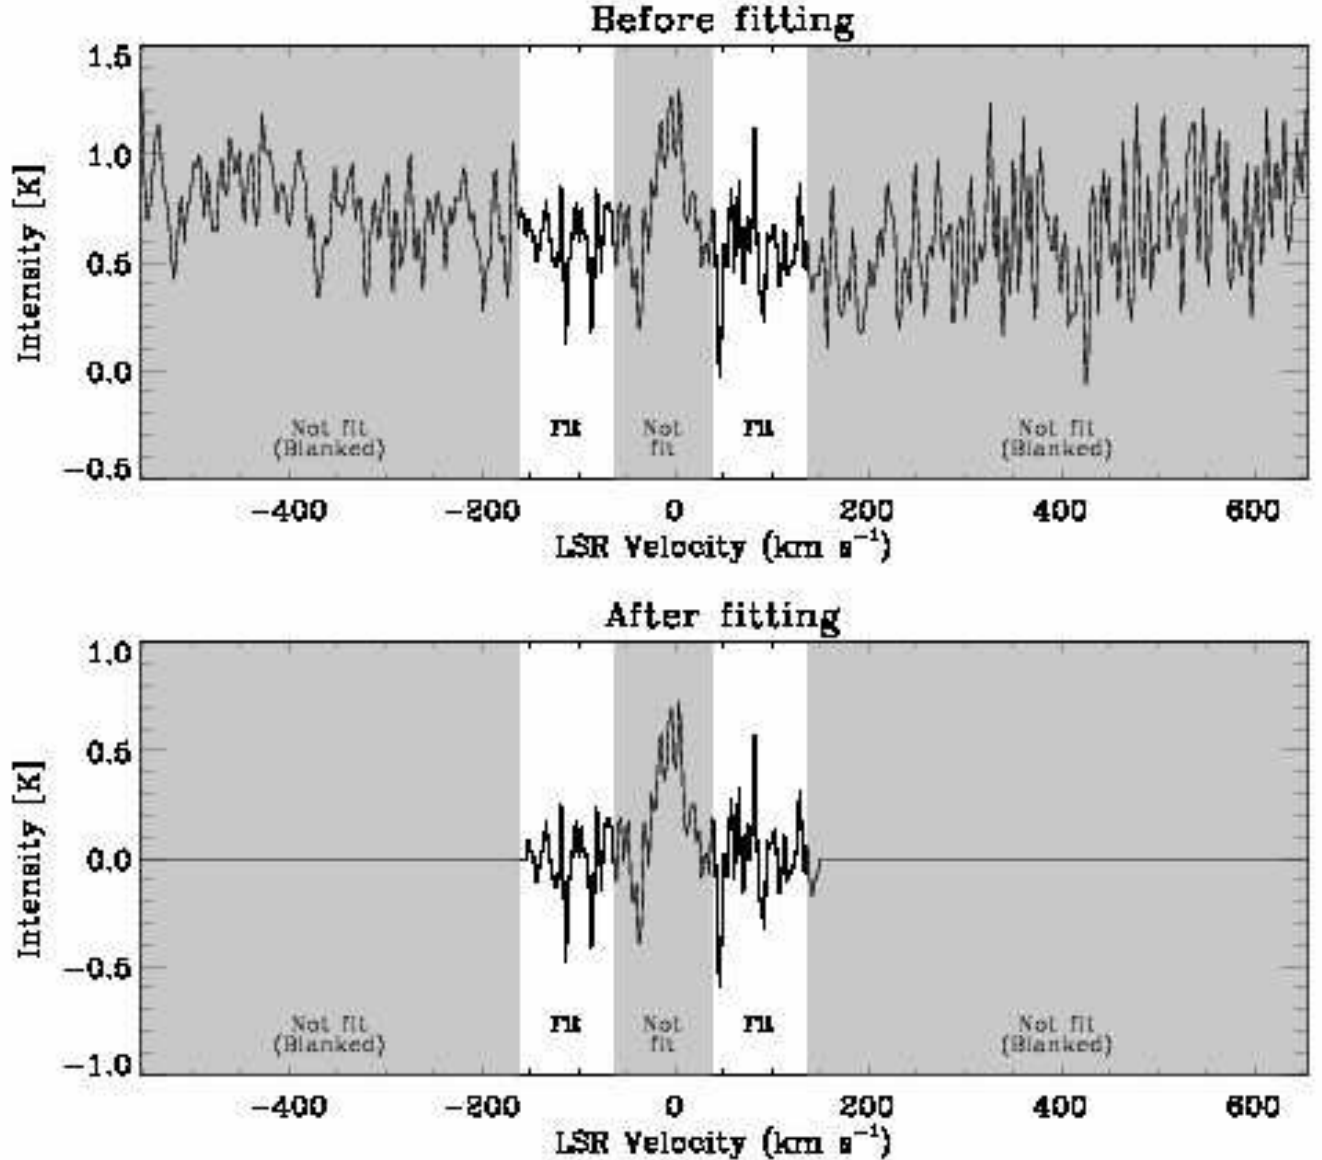 Before fitting
1.5
1.0
0.5
0.0
−0.5
Intensity [K]
Not fit
(Blanked)
Fit
Not
fit
Fit
Not fit
(Blanked)
−400
−200
0
200
400
600
LSR Velocity (km s⁻¹)
After fitting
1.0
0.5
0.0
−0.5
−1.0
Intensity [K]
Not fit
(Blanked)
Fit
Not
fit
Fit
Not fit
(Blanked)
−400
−200
0
200
400
600
LSR Velocity (km s⁻¹)